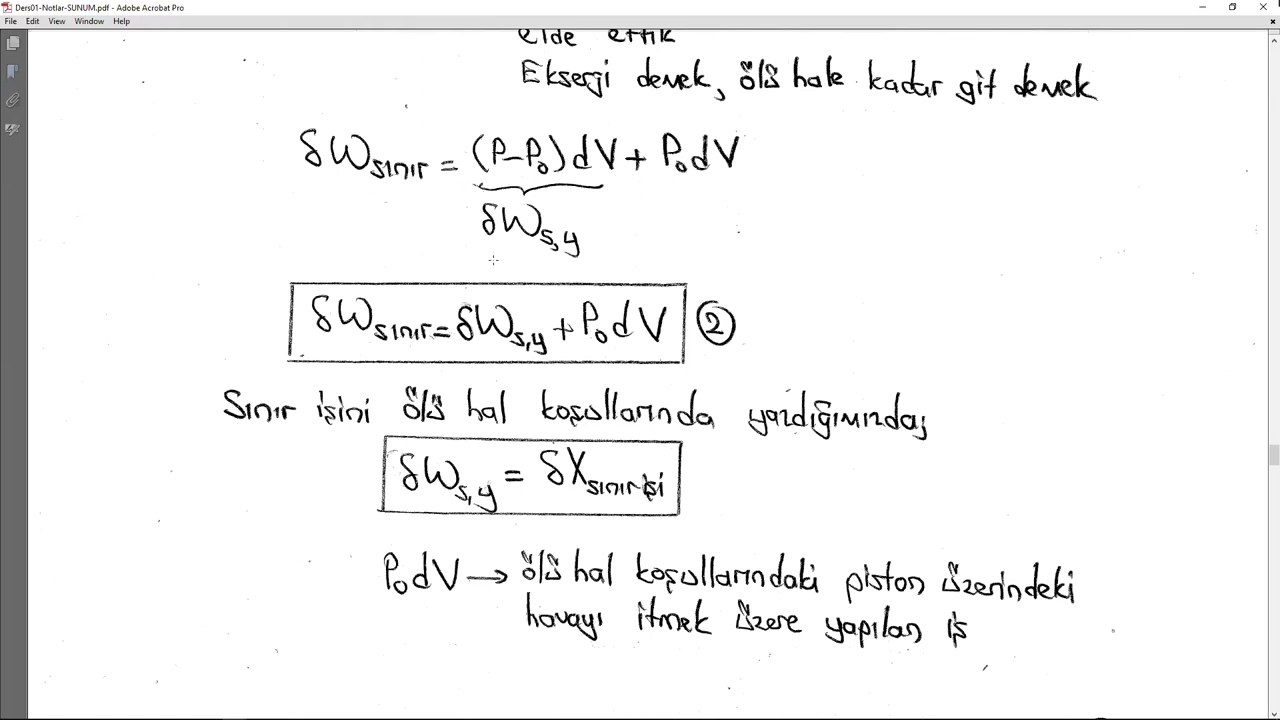 Ders01-Notlar-SUNUM.pdf - Adobe Acrobat Pro
File Edit View Window Help
elde ettik
Eksergi demek, ölü hale kadar git demek
δW_sınır = (P-P₀)dV + P₀dV
δW_s,y
δW_sınır = δW_s,y + P₀dV ②
Sınır işini ölü hal koşullarında yazdığımızda;
δW_s,y = δX_sınır işi
P₀dV → ölü hal koşullarındaki piston üzerindeki
havayı itmek üzere yapılan iş